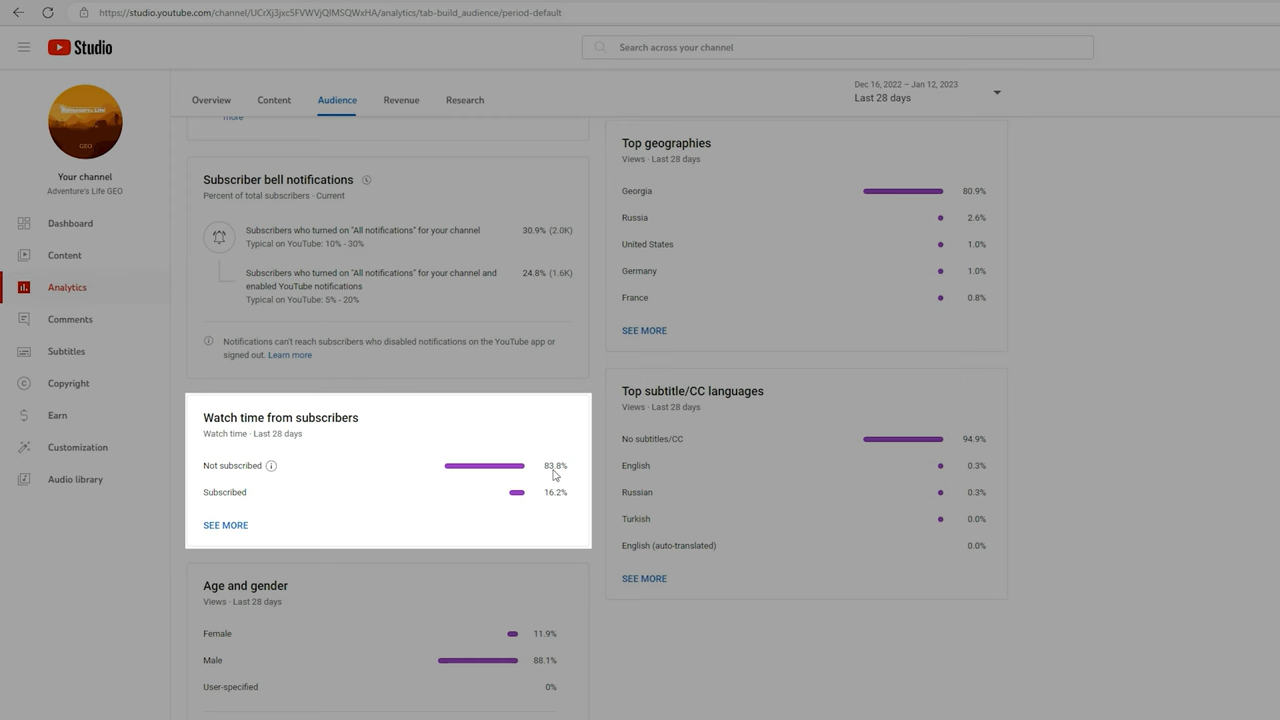 https://studio.youtube.com/channel/UCrXj3jxc5FVWVjQIMSQWxHA/analytics/tab-build_audience/period-default
Studio
Search across your channel
GEO
Your channel
Adventure's Life GEO
Dashboard
Content
Analytics
Comments
Subtitles
Copyright
Earn
Customization
Audio library
Overview Content Audience Revenue Research
Dec 16, 2022 – Jan 12, 2023
Last 28 days
more
Subscriber bell notifications
Percent of total subscribers · Current
Subscribers who turned on "All notifications" for your channel 30.9% (2.0K)
Typical on YouTube: 10% - 30%
Subscribers who turned on "All notifications" for your channel and 24.8% (1.6K)
enabled YouTube notifications
Typical on YouTube: 5% - 20%
Notifications can't reach subscribers who disabled notifications on the YouTube app or
signed out. Learn more
Watch time from subscribers
Watch time · Last 28 days
Not subscribed 83.8%
Subscribed 16.2%
SEE MORE
Age and gender
Views · Last 28 days
Female 11.9%
Male 88.1%
User-specified 0%
Top geographies
Views · Last 28 days
Georgia 80.9%
Russia 2.6%
United States 1.0%
Germany 1.0%
France 0.8%
SEE MORE
Top subtitle/CC languages
Views · Last 28 days
No subtitles/CC 94.9%
English 0.3%
Russian 0.3%
Turkish 0.0%
English (auto-translated) 0.0%
SEE MORE